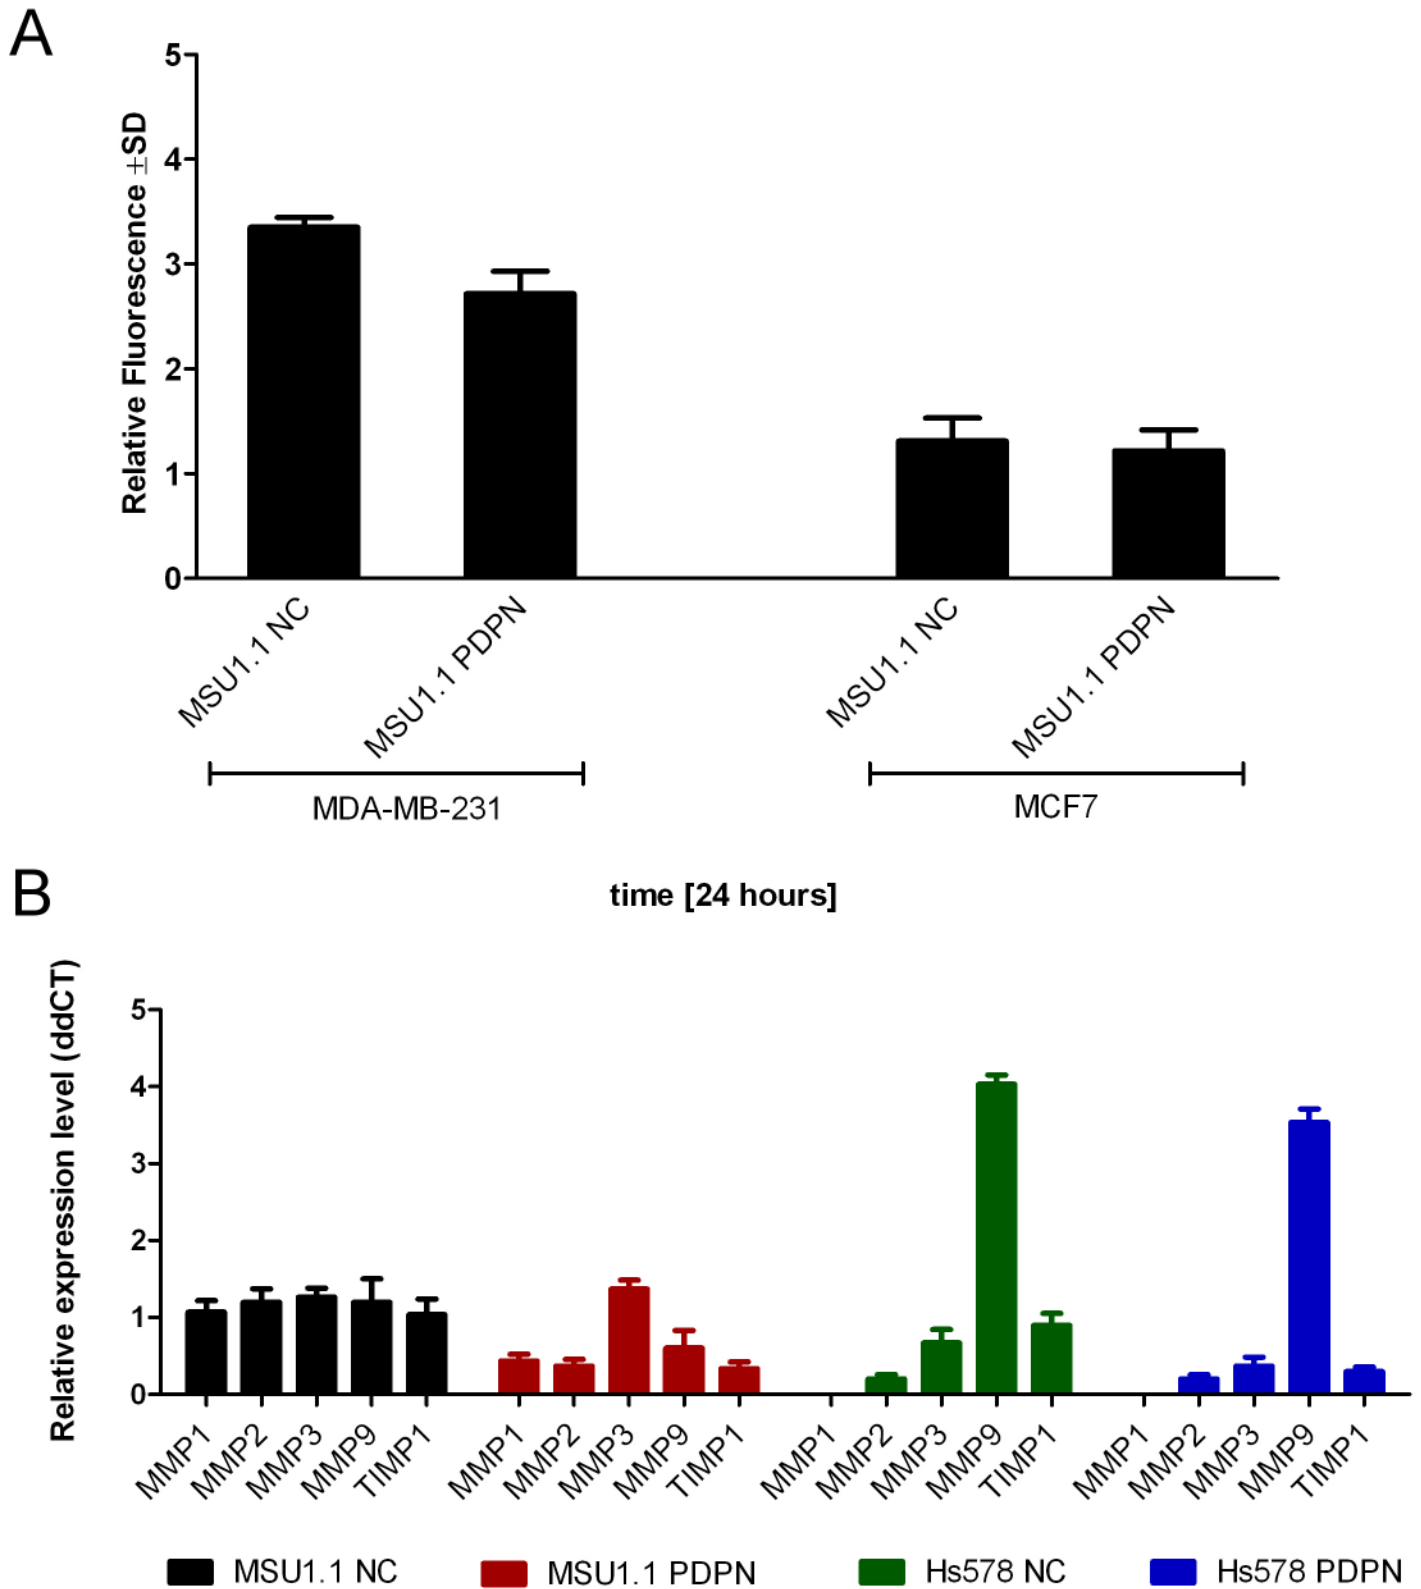 A
Relative Fluorescence ±SD
5
4
3
2
1
0
MSU1.1 NC
MSU1.1 PDPN
MSU1.1 NC
MSU1.1 PDPN
MDA-MB-231
MCF7
time [24 hours]
B
Relative expression level (ddCT)
5
4
3
2
1
0
MMP1
MMP2
MMP3
MMP9
TIMP1
MMP1
MMP2
MMP3
MMP9
TIMP1
MMP1
MMP2
MMP3
MMP9
TIMP1
MMP1
MMP2
MMP3
MMP9
TIMP1
MSU1.1 NC
MSU1.1 PDPN
Hs578 NC
Hs578 PDPN